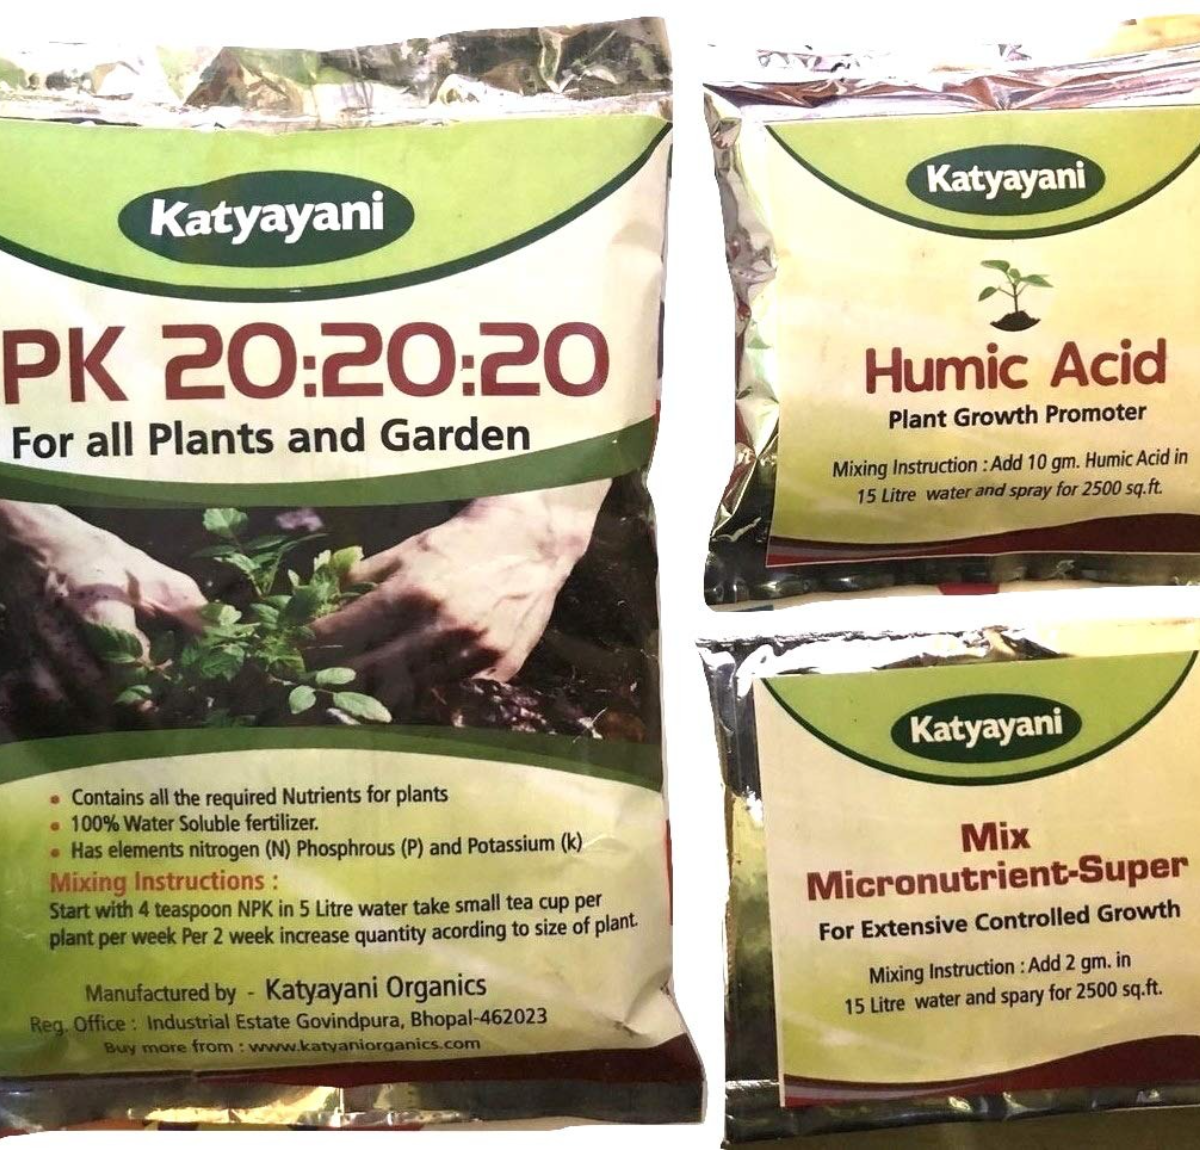 Katyayani
PK 20:20:20
For all Plants and Garden
Contains all the required Nutrients for plants
100% Water Soluble fertilizer.
Has elements nitrogen (N) Phosphrous (P) and Potassium (k)
Mixing Instructions :
Start with 4 teaspoon NPK in 5 Litre water take small tea cup per
plant per week Per 2 week increase quantity acording to size of plant.
Manufactured by - Katyayani Organics
Reg. Office : Industrial Estate Govindpura, Bhopal-462023
Buy more from : www.katyaniorganics.com
Katyayani
Humic Acid
Plant Growth Promoter
Mixing Instruction : Add 10 gm. Humic Acid in
15 Litre water and spray for 2500 sq.ft.
Katyayani
Mix
Micronutrient-Super
For Extensive Controlled Growth
Mixing Instruction : Add 2 gm. in
15 Litre water and spary for 2500 sq.ft.